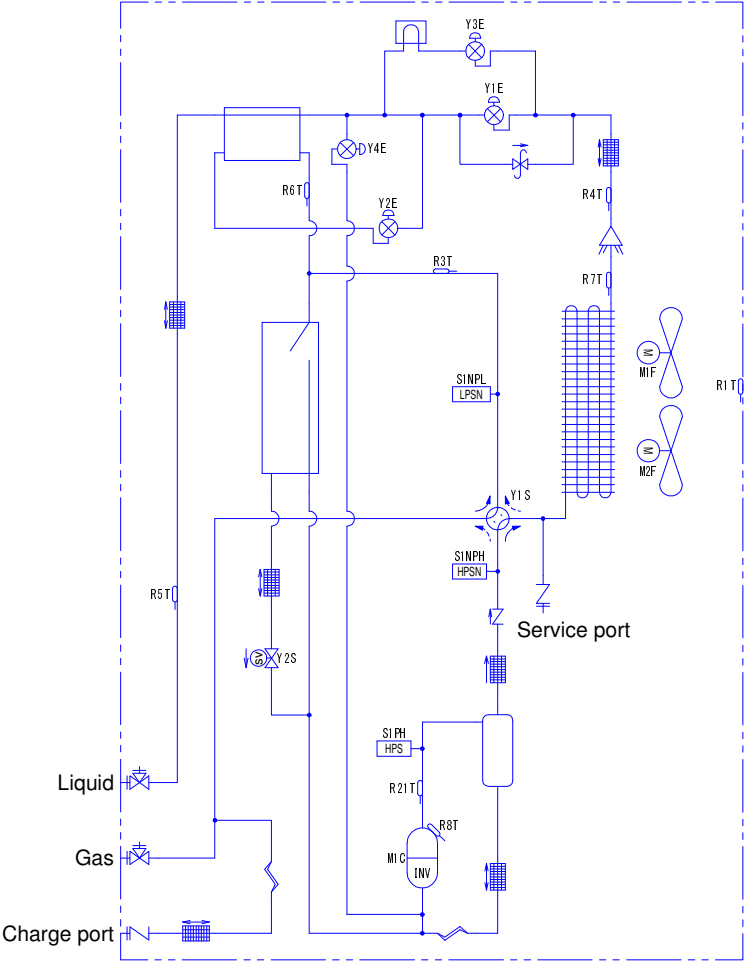 Y3E
Y1E
Y4E
R6T
Y2E
R4T
R3T
R7T
M
M1F
S1NPL
LPSN
R1T
M
M2F
Y1S
S1NPH
HPSN
R5T
Service port
SV
Y2S
S1PH
HPS
Liquid
R21T
R8T
Gas
M1C
INV
Charge port